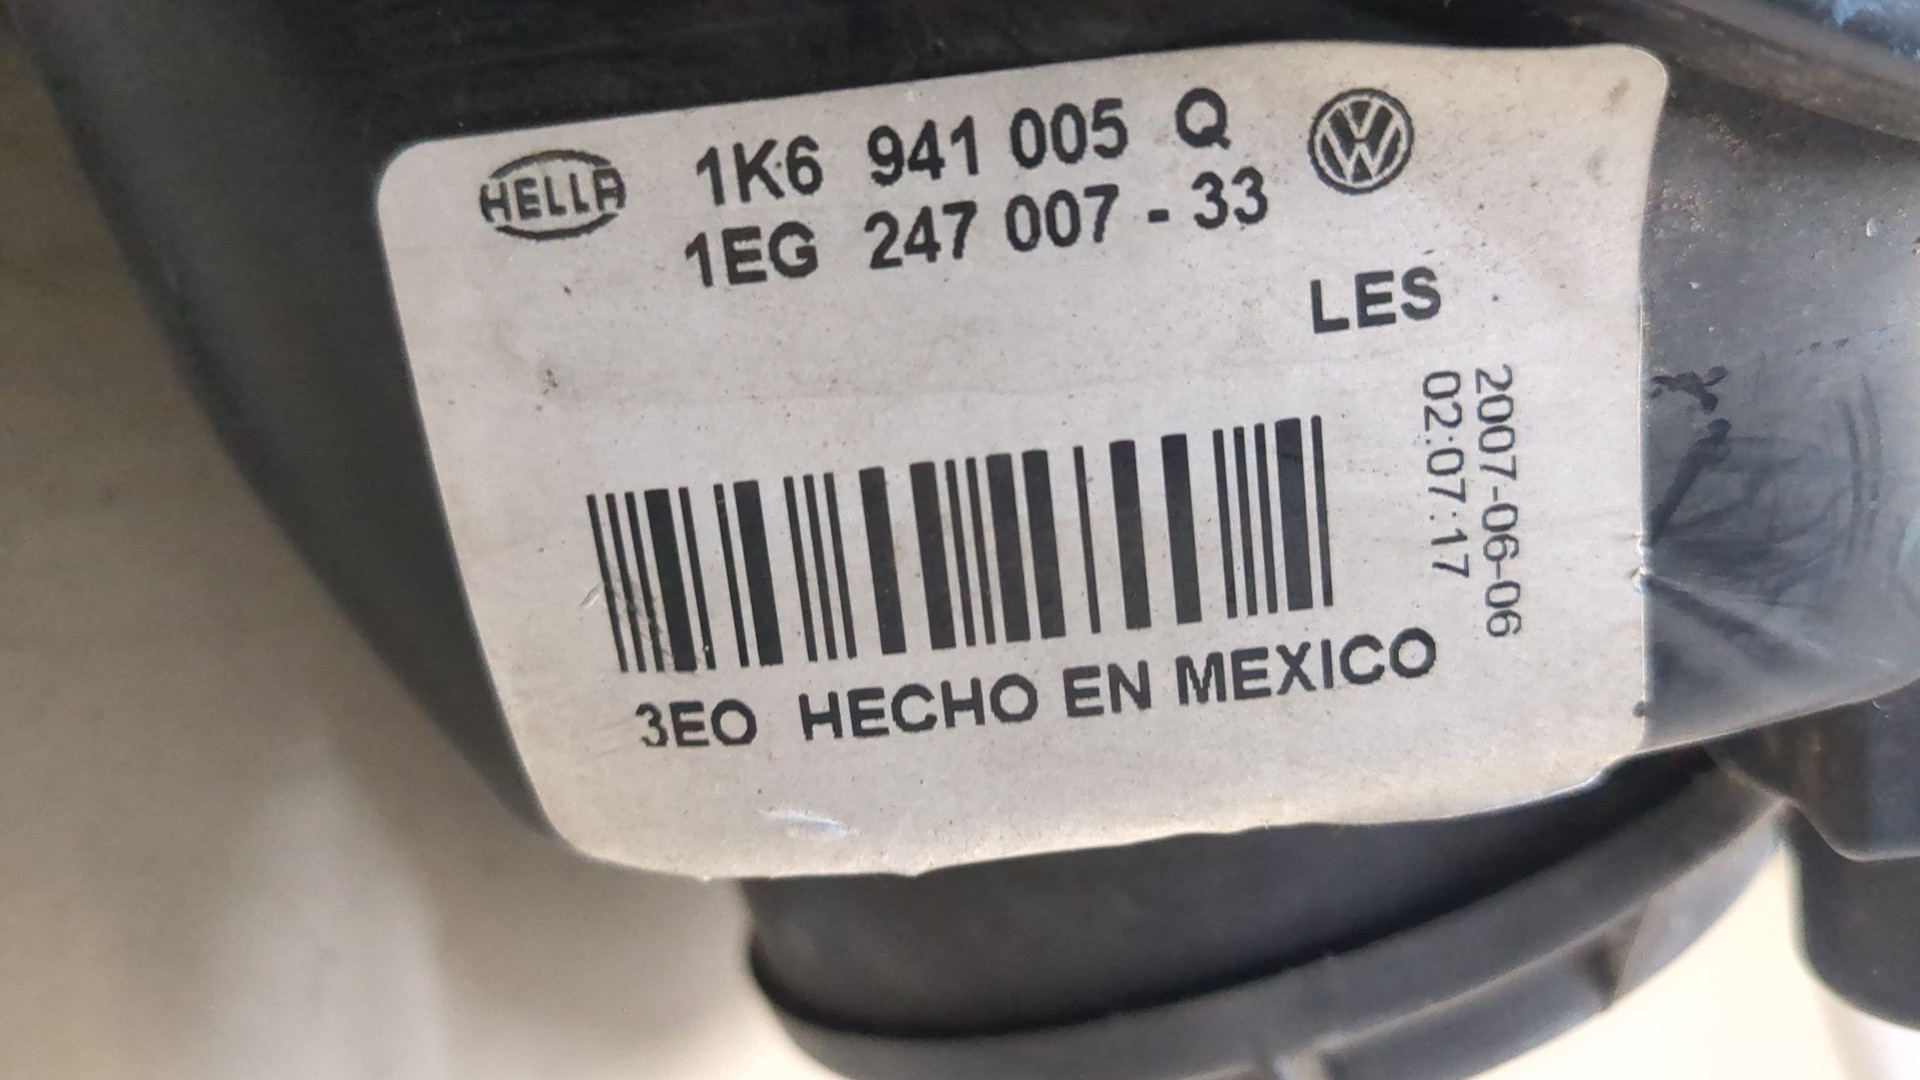 HELLA 1K6 941 005 Q
1EG 247 007 - 33
LES
2007-06-06
02:07:17
3EO HECHO EN MEXICO